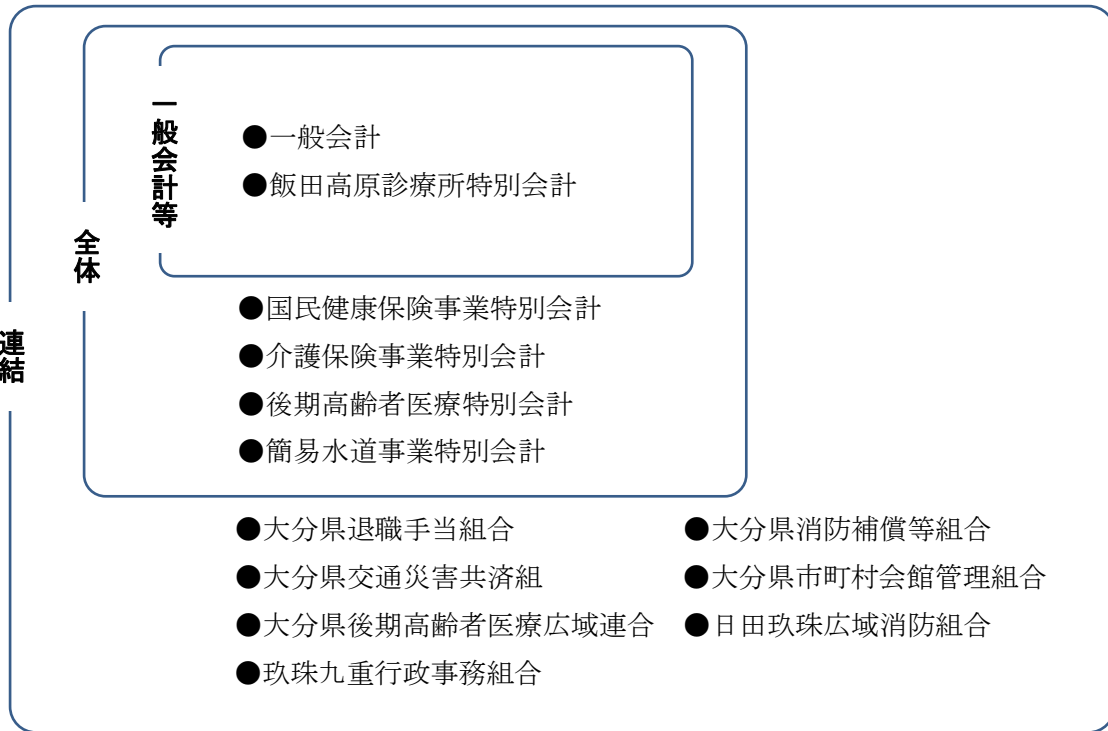 一般会計等
●一般会計
●飯田高原診療所特別会計
全体
●国民健康保険事業特別会計
●介護保険事業特別会計
●後期高齢者医療特別会計
●簡易水道事業特別会計
連結
●大分県退職手当組合
●大分県消防補償等組合
●大分県交通災害共済組
●大分県市町村会館管理組合
●大分県後期高齢者医療広域連合
●日田玖珠広域消防組合
●玖珠九重行政事務組合